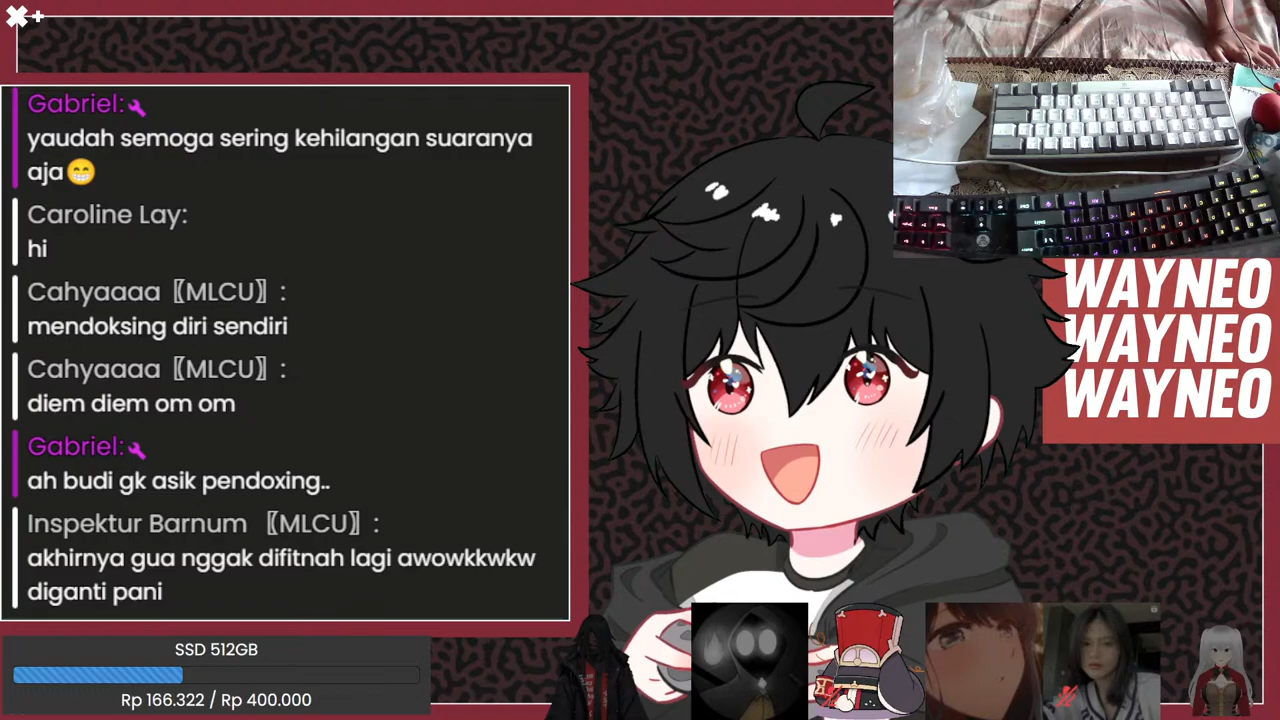 Gabriel:
yaudah semoga sering kehilangan suaranya
aja😁
Caroline Lay:
hi
Cahyaaaa〖MLCU〗:
mendoksing diri sendiri
Cahyaaaa〖MLCU〗:
diem diem om om
Gabriel:
ah budi gk asik pendoxing..
Inspektur Barnum 〖MLCU〗:
akhirnya gua nggak difitnah lagi awowkkwkw
diganti pani
SSD 512GB
Rp 166.322 / Rp 400.000
WAYNEO
WAYNEO
WAYNEO